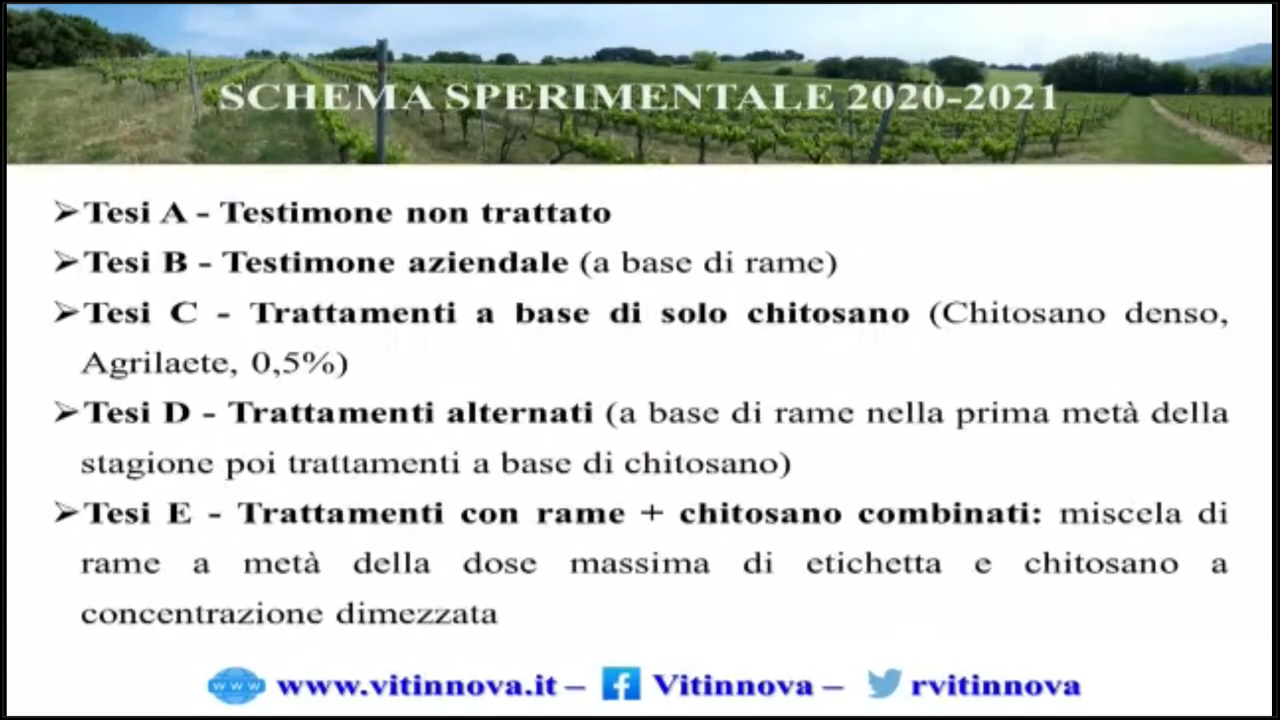 SCHEMA SPERIMENTALE 2020-2021
➢Tesi A - Testimone non trattato
➢Tesi B - Testimone aziendale (a base di rame)
➢Tesi C - Trattamenti a base di solo chitosano (Chitosano denso,
Agrilaete, 0,5%)
➢Tesi D - Trattamenti alternati (a base di rame nella prima metà della
stagione poi trattamenti a base di chitosano)
➢Tesi E - Trattamenti con rame + chitosano combinati: miscela di
rame a metà della dose massima di etichetta e chitosano a
concentrazione dimezzata
www www.vitinnova.it – f Vitinnova – rvitinnova